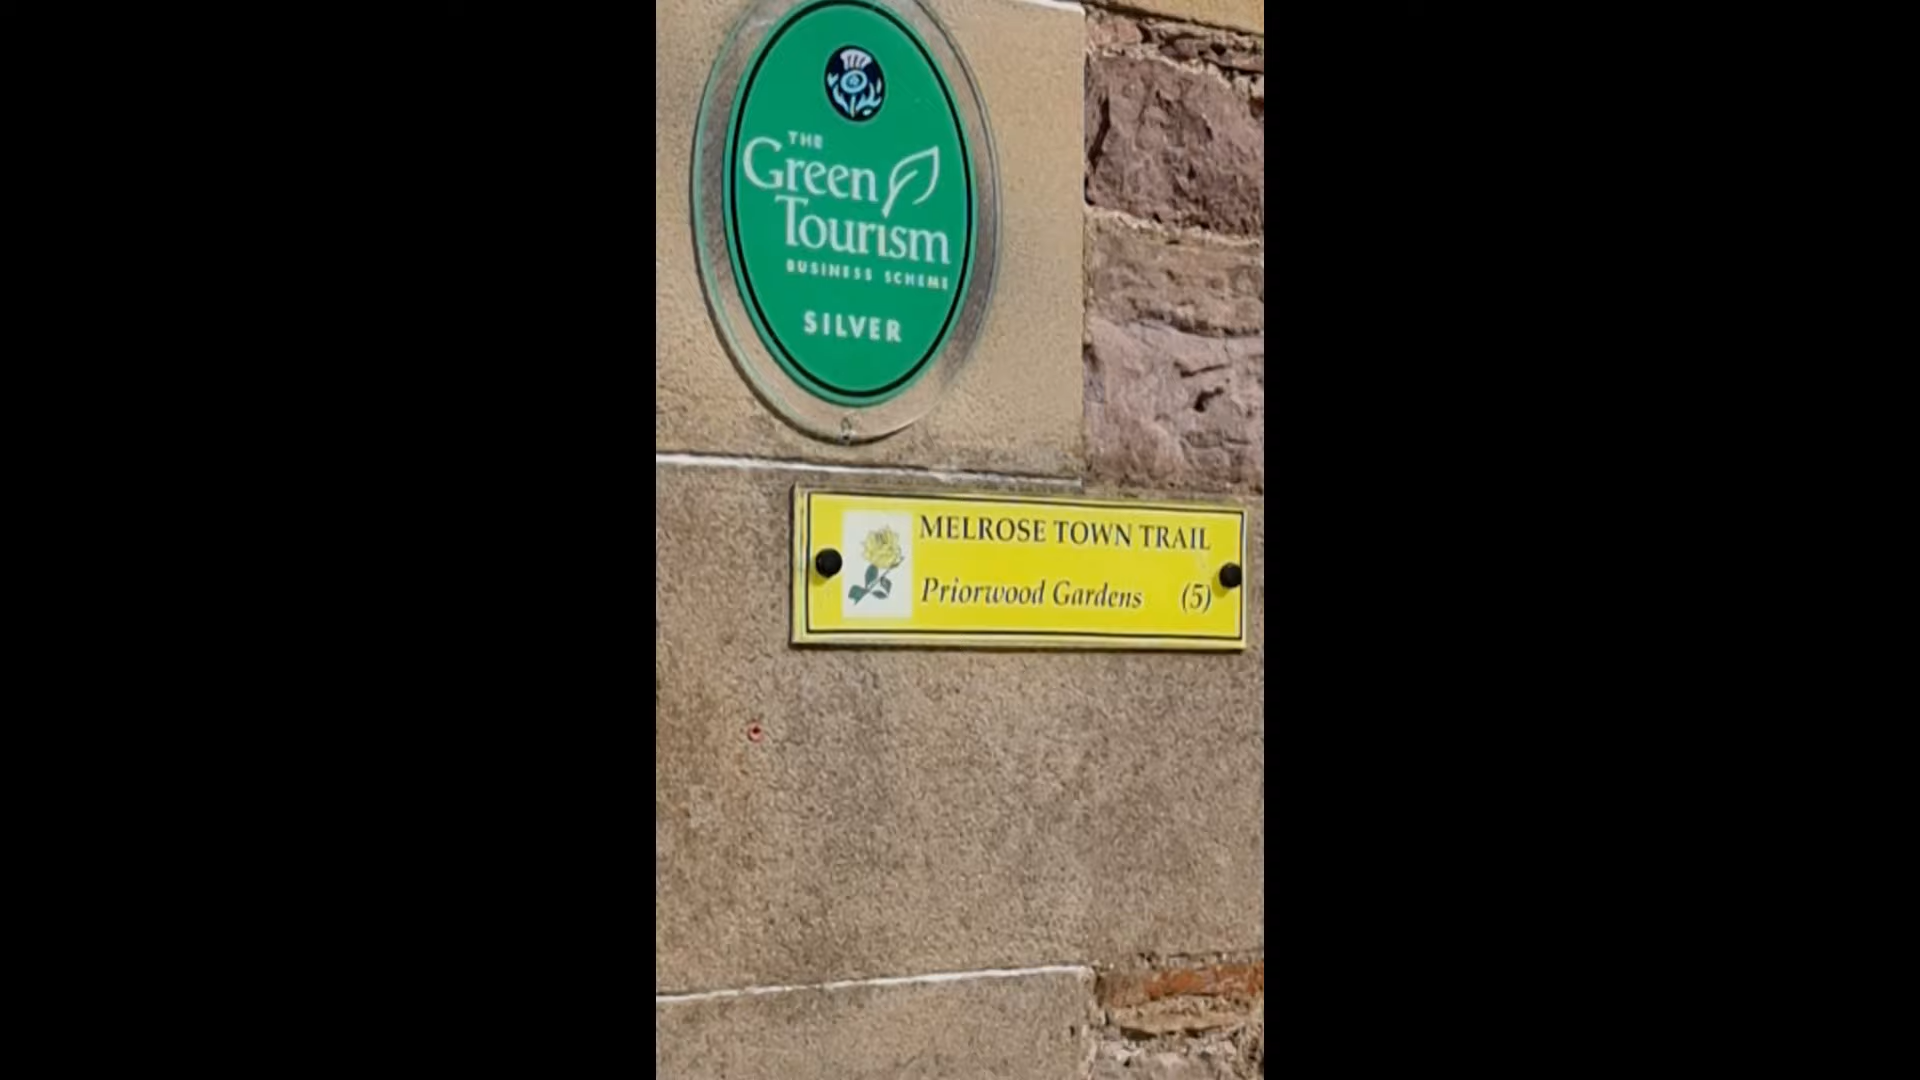 THE
Green
Tourism
BUSINESS SCHEME
SILVER
MELROSE TOWN TRAIL
Priorwood Gardens (5)